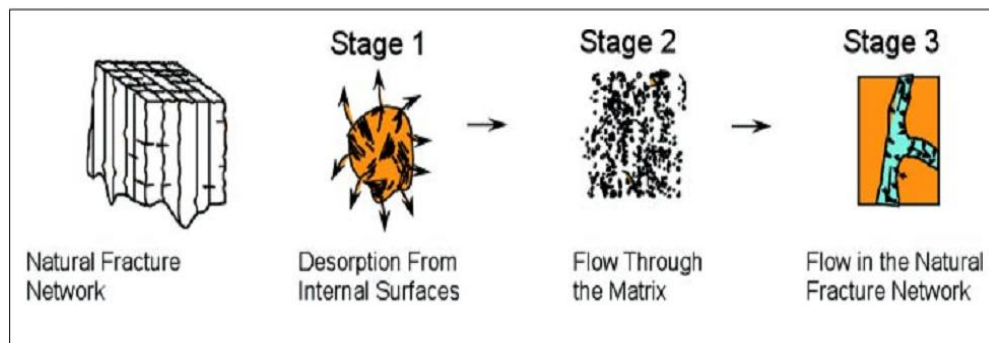 Stage 1
Stage 2
Stage 3
Natural Fracture
Network
Desorption From
Internal Surfaces
Flow Through
the Matrix
Flow in the Natural
Fracture Network